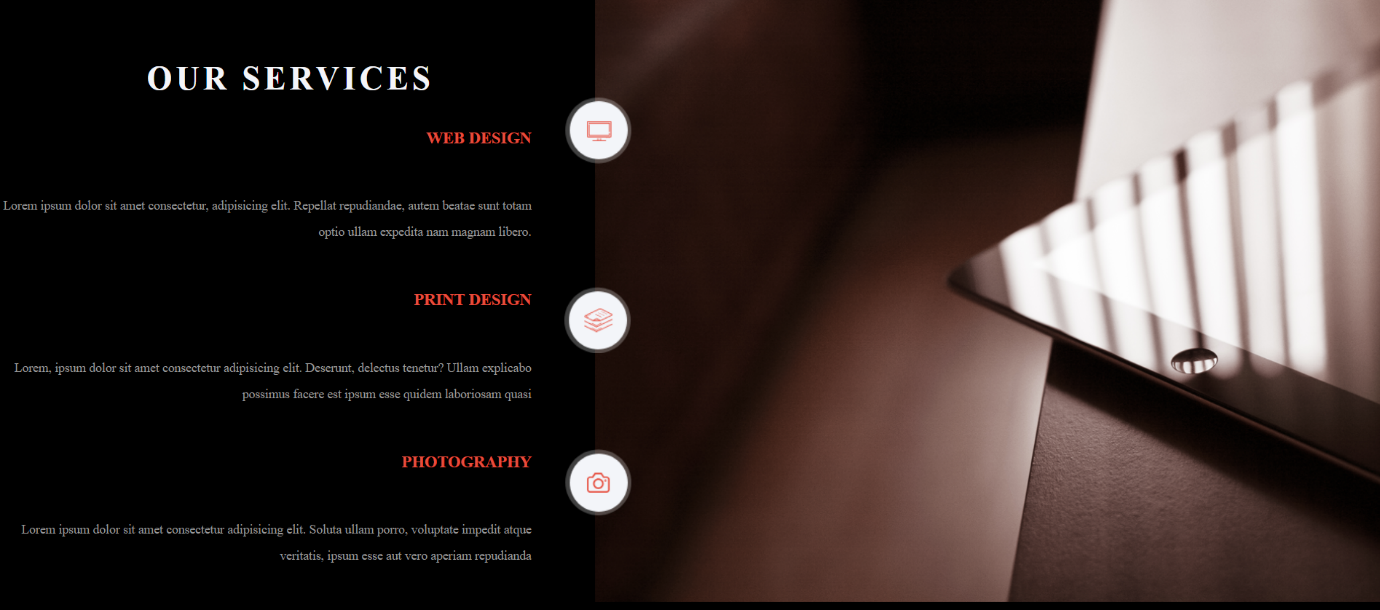 OUR SERVICES
WEB DESIGN
Lorem ipsum dolor sit amet consectetur, adipisicing elit. Repellat repudiandae, autem beatae sunt totam
optio ullam expedita nam magnam libero.
PRINT DESIGN
Lorem, ipsum dolor sit amet consectetur adipisicing elit. Deserunt, delectus tenetur? Ullam explicabo
possimus facere est ipsum esse quidem laboriosam quasi
PHOTOGRAPHY
Lorem ipsum dolor sit amet consectetur adipisicing elit. Soluta ullam porro, voluptate impedit atque
veritatis, ipsum esse aut vero aperiam repudianda